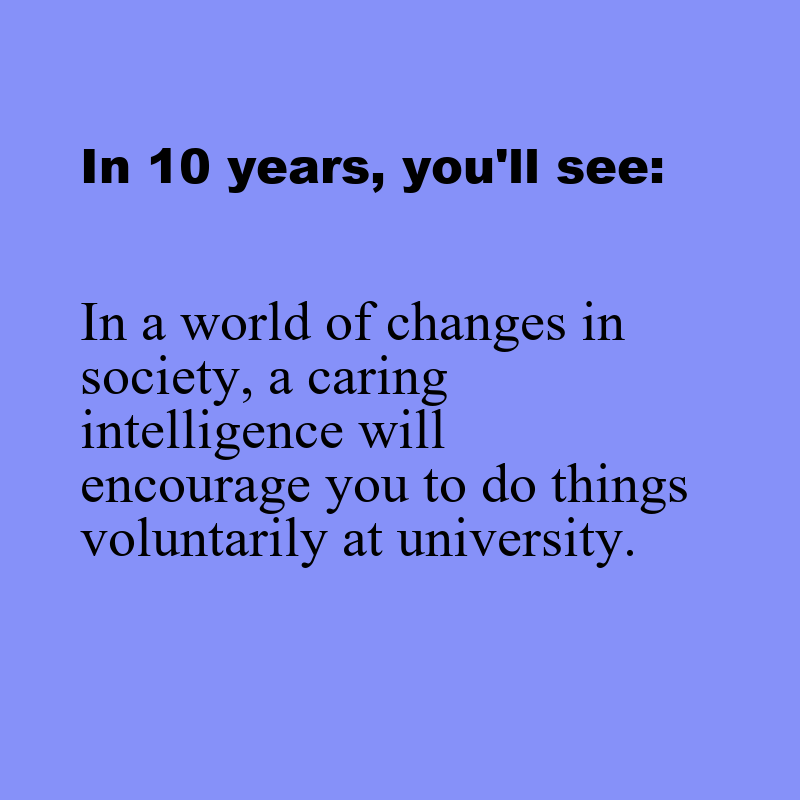 In 10 years, you'll see:
In a world of changes in
society, a caring
intelligence will
encourage you to do things
voluntarily at university.